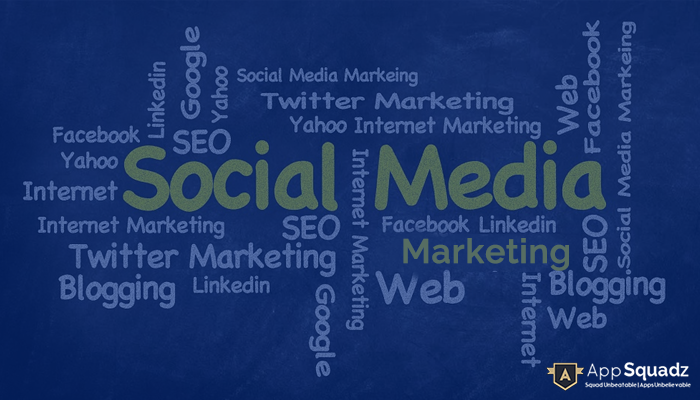 Google
Linkedin
Yahoo
Social Media Markeing
Twitter Marketing
Yahoo Internet Marketing
Web
Facebook
Social Media Markeing
Facebook
SEO
Yahoo
Social Media
Internet
Internet Marketing
Internet Marketing
SEO
Facebook Linkedin
SEO
Twitter Marketing
Marketing
Blogging
Linkedin
Google
Web
Internet
Blogging
Web
A
App Squadz
Squad Unbeatable | Apps Unbelievable